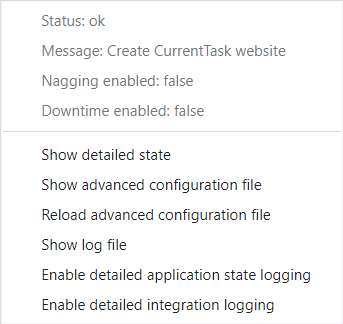 Status: ok
Message: Create CurrentTask website
Nagging enabled: false
Downtime enabled: false
Show detailed state
Show advanced configuration file
Reload advanced configuration file
Show log file
Enable detailed application state logging
Enable detailed integration logging